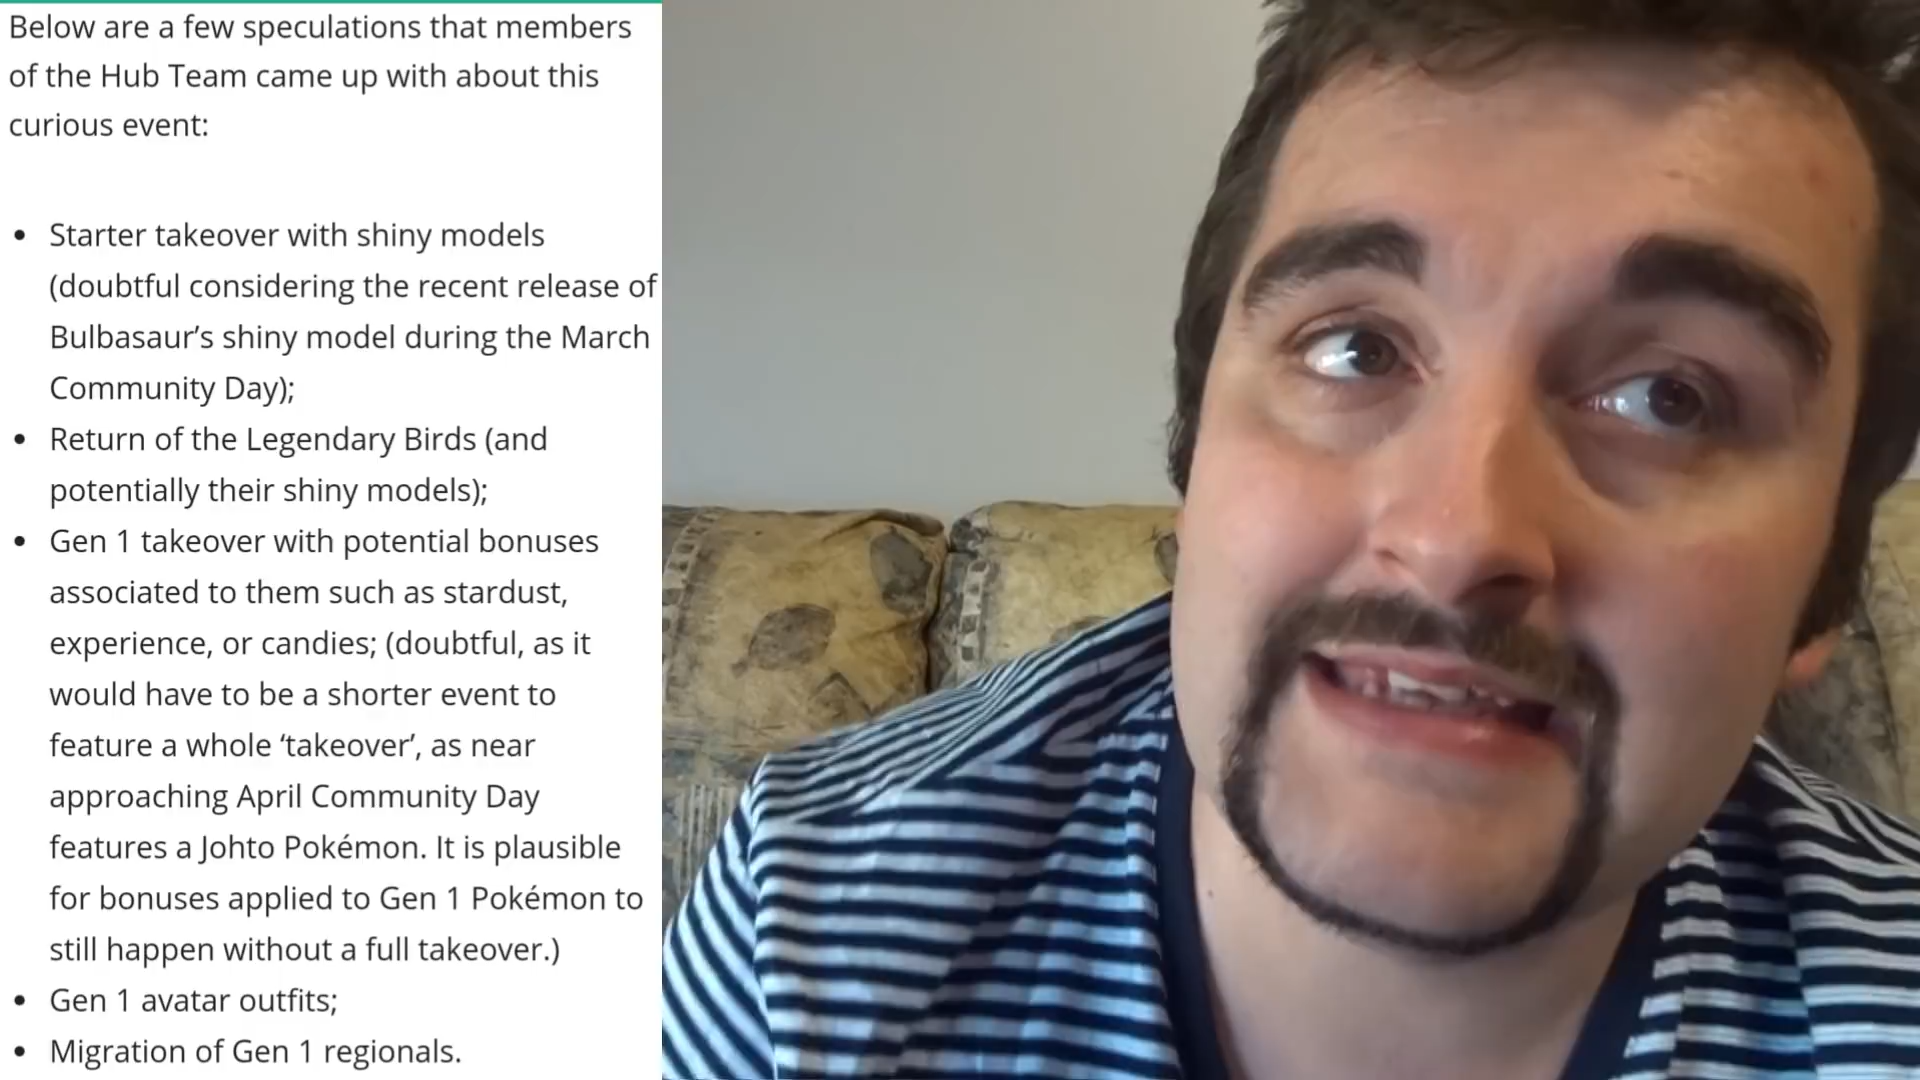 Below are a few speculations that members
of the Hub Team came up with about this
curious event:
• Starter takeover with shiny models
(doubtful considering the recent release of
Bulbasaur’s shiny model during the March
Community Day);
• Return of the Legendary Birds (and
potentially their shiny models);
• Gen 1 takeover with potential bonuses
associated to them such as stardust,
experience, or candies; (doubtful, as it
would have to be a shorter event to
feature a whole ‘takeover’, as near
approaching April Community Day
features a Johto Pokémon. It is plausible
for bonuses applied to Gen 1 Pokémon to
still happen without a full takeover.)
• Gen 1 avatar outfits;
• Migration of Gen 1 regionals.